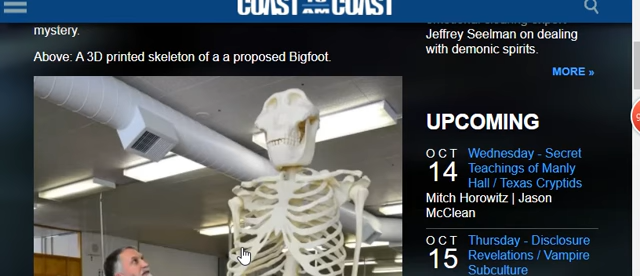 COAST TO COAST
AM
mystery.
Above: A 3D printed skeleton of a a proposed Bigfoot.
Jeffrey Seelman on dealing
with demonic spirits.
MORE »
UPCOMING
OCT
14
Wednesday - Secret
Teachings of Manly
Hall / Texas Cryptids
Mitch Horowitz | Jason
McClean
OCT
15
Thursday - Disclosure
Revelations / Vampire
Subculture